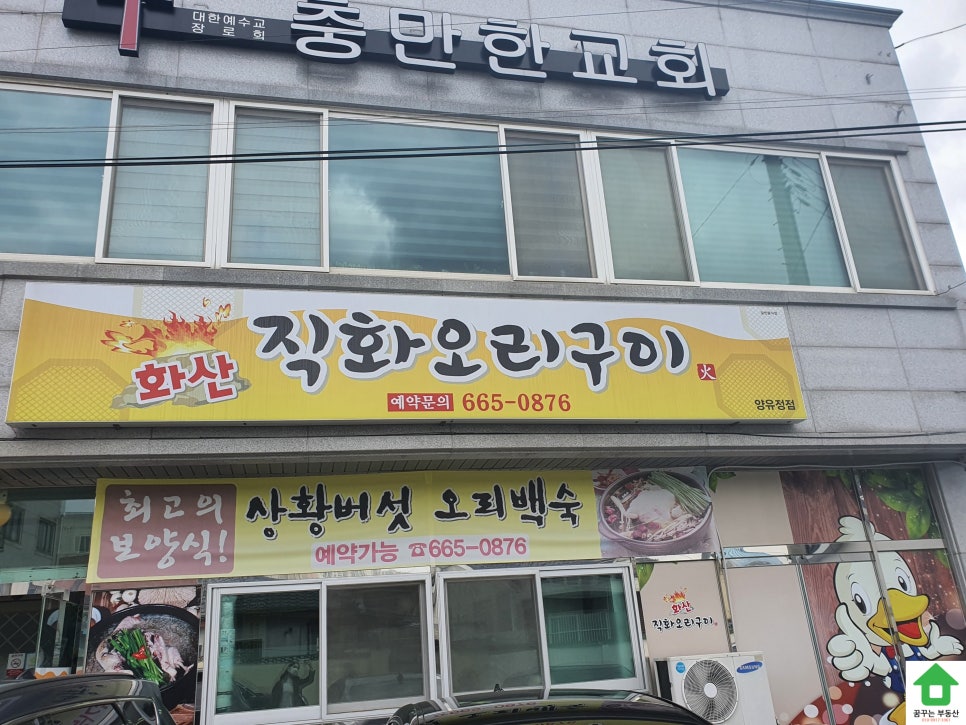 대한예수교
장로회
충만한교회
화산
직화오리구이
火
예약문의 665-0876
양유정점
최고의
보양식!
상황버섯 오리백숙
예약가능 ☎665-0876
화산
직화오리구이
SAMSUNG
꿈꾸는 부동산